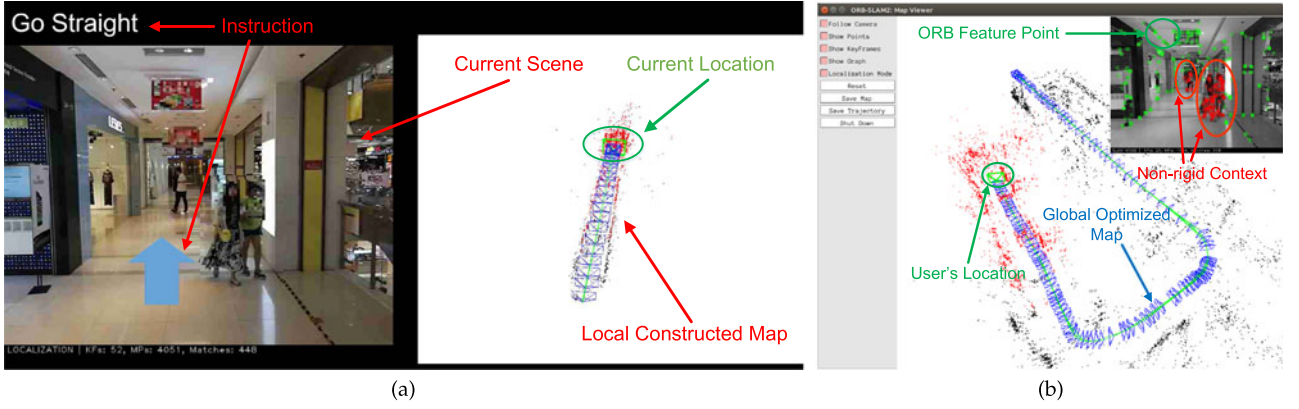 Go Straight
Instruction
Current Scene
Current Location
Local Constructed Map
LOCALIZATION | KFs: 52, MPs: 4051, Matches: 448
(a)
ORB-SLAM2: Map Viewer
Follow Camera
Show Points
Show KeyFrames
Show Graph
Localization Mode
Reset
Save Map
Save Trajectory
Shut Down
ORB Feature Point
Non-rigid Context
Global Optimized
Map
User's Location
(b)